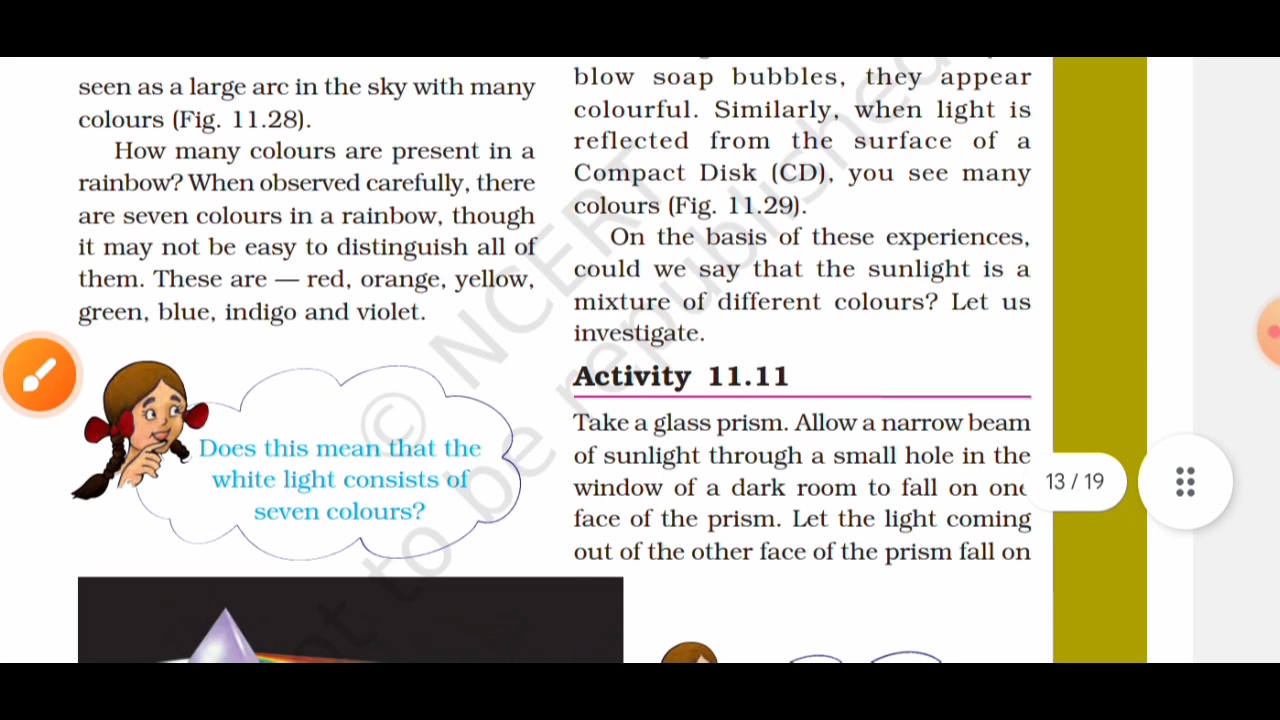 seen as a large arc in the sky with many
colours (Fig. 11.28).
How many colours are present in a
rainbow? When observed carefully, there
are seven colours in a rainbow, though
it may not be easy to distinguish all of
them. These are — red, orange, yellow,
green, blue, indigo and violet.
Does this mean that the
white light consists of
seven colours?
blow soap bubbles, they appear
colourful. Similarly, when light is
reflected from the surface of a
Compact Disk (CD), you see many
colours (Fig. 11.29).
On the basis of these experiences,
could we say that the sunlight is a
mixture of different colours? Let us
investigate.
Activity 11.11
Take a glass prism. Allow a narrow beam
of sunlight through a small hole in the
window of a dark room to fall on one
face of the prism. Let the light coming
out of the other face of the prism fall on
13 / 19
© NCERT
not to be republished